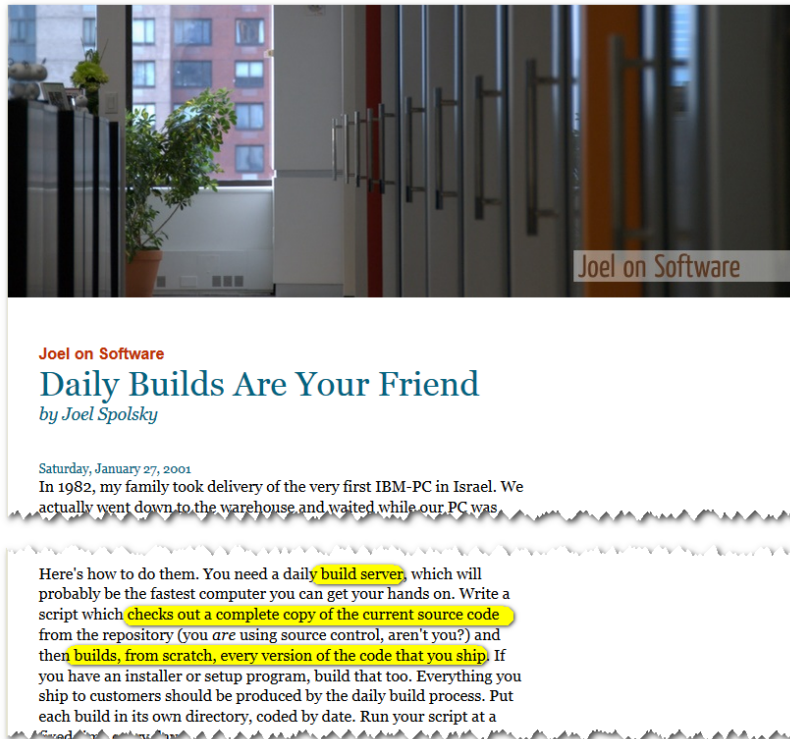 Joel on Software
Joel on Software
Daily Builds Are Your Friend
by Joel Spolsky
Saturday, January 27, 2001
In 1982, my family took delivery of the very first IBM-PC in Israel. We
actually went down to the warehouse and waited while our PC was
Here's how to do them. You need a daily build server, which will
probably be the fastest computer you can get your hands on. Write a
script which checks out a complete copy of the current source code
from the repository (you are using source control, aren't you?) and
then builds, from scratch, every version of the code that you ship. If
you have an installer or setup program, build that too. Everything you
ship to customers should be produced by the daily build process. Put
each build in its own directory, coded by date. Run your script at a